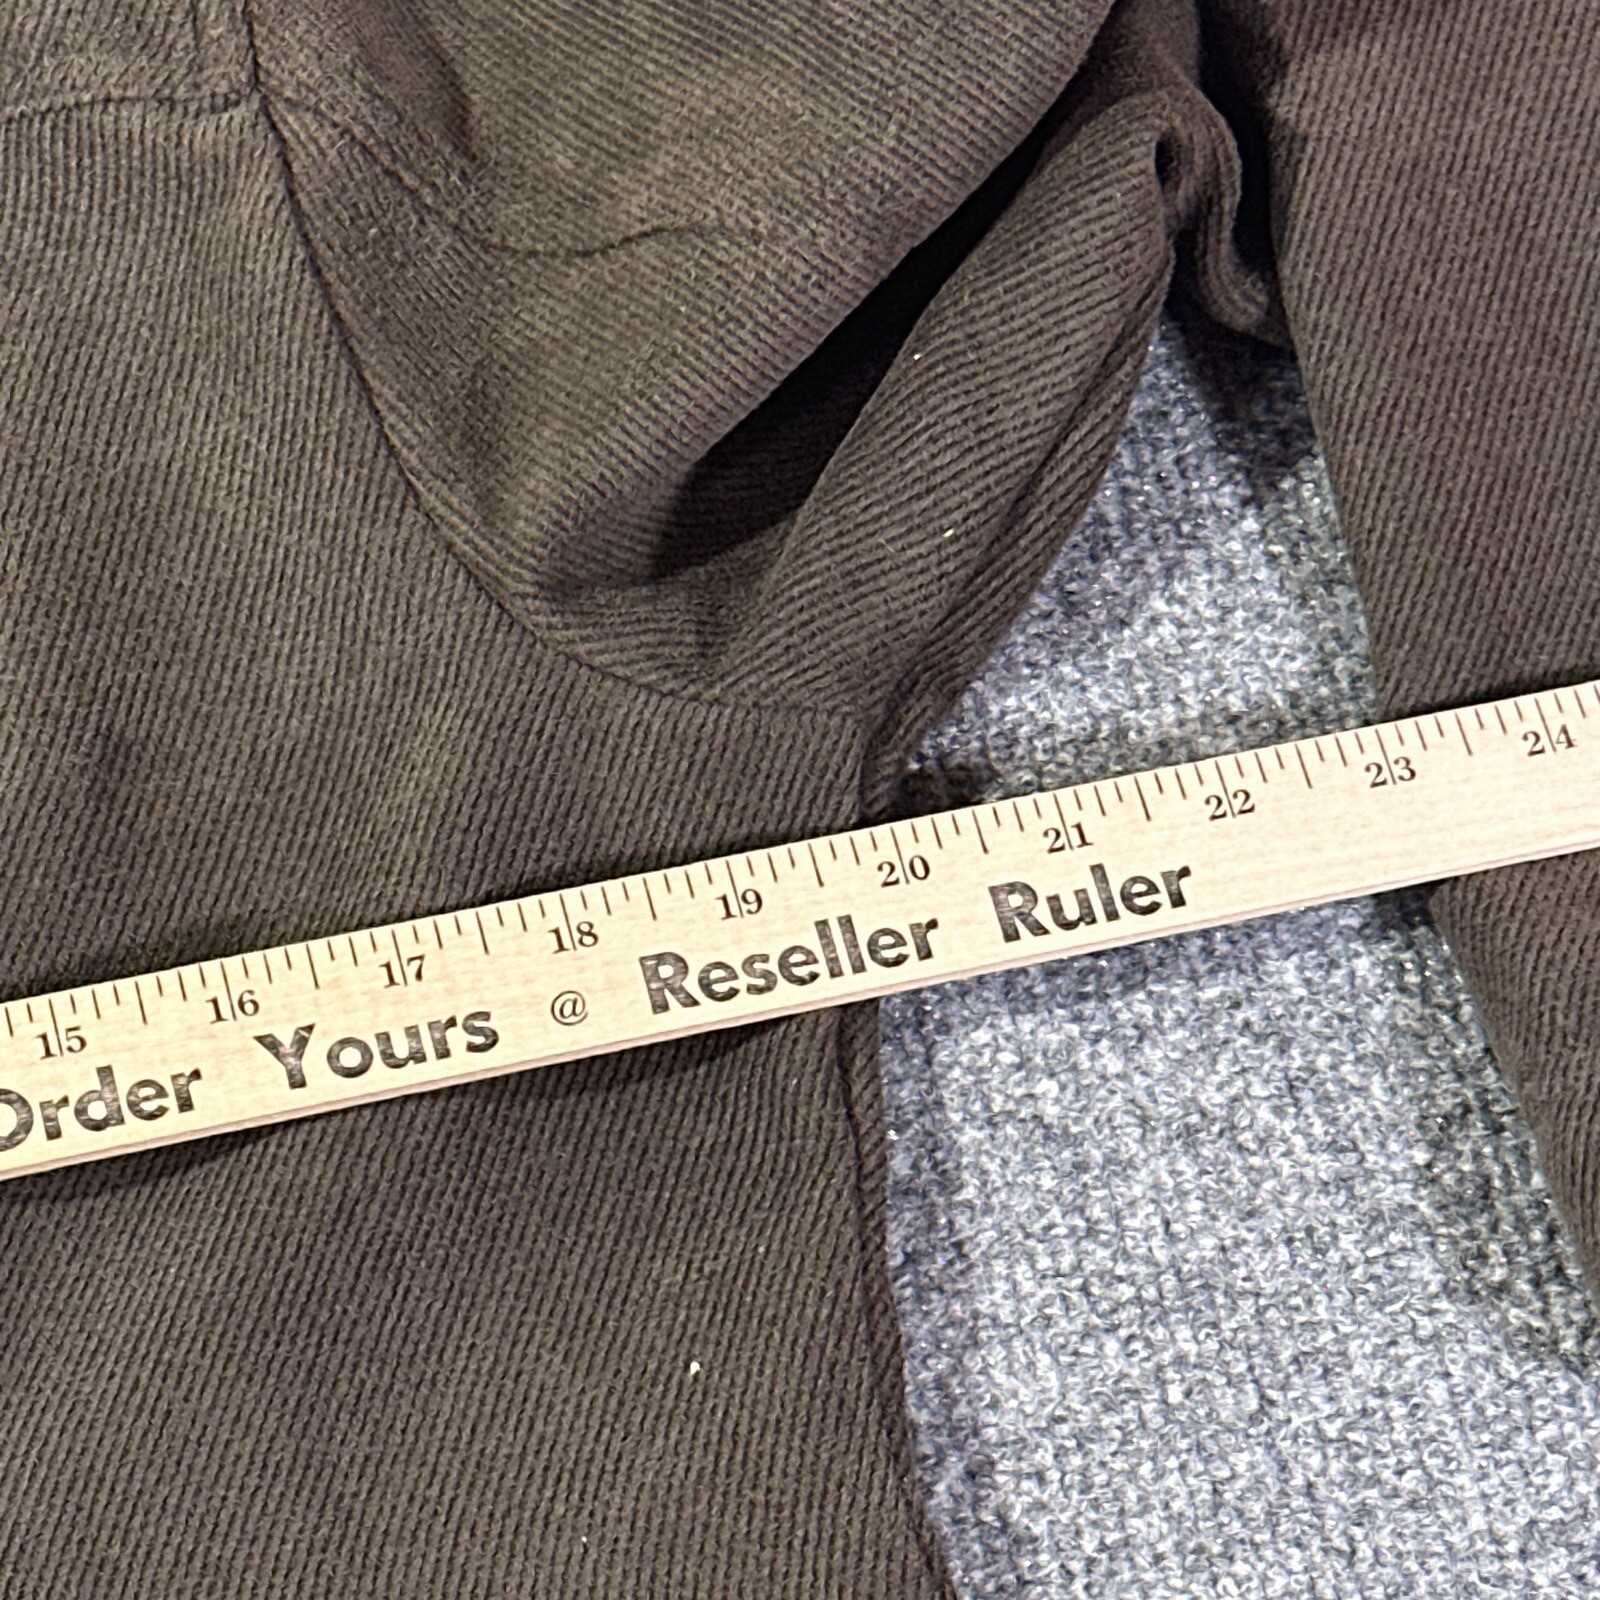 15 16 17 18 19 20 21 22 23 24
Order Yours @ Reseller Ruler